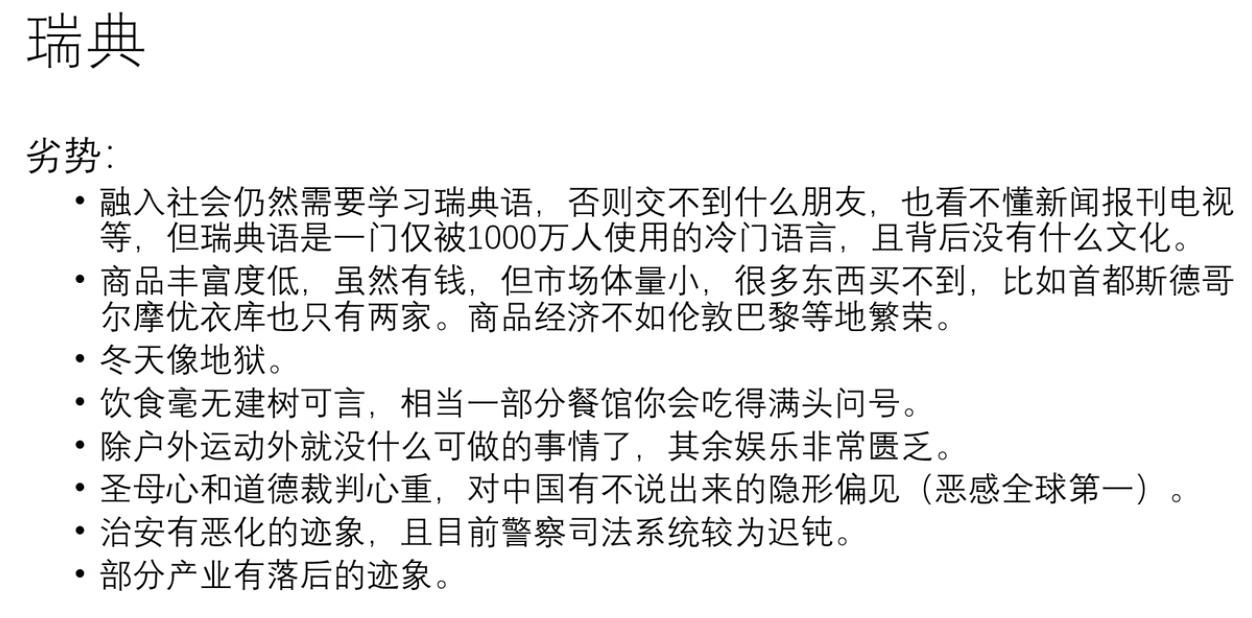 瑞典
劣势：
• 融入社会仍然需要学习瑞典语，否则交不到什么朋友，也看不懂新闻报刊电视
等，但瑞典语是一门仅被1000万人使用的冷门语言，且背后没有什么文化。
• 商品丰富度低，虽然有钱，但市场体量小，很多东西买不到，比如首都斯德哥
尔摩优衣库也只有两家。商品经济不如伦敦巴黎等地繁荣。
• 冬天像地狱。
• 饮食毫无建树可言，相当一部分餐馆你会吃得满头问号。
• 除户外运动外就没什么可做的事情了，其余娱乐非常匮乏。
• 圣母心和道德裁判心重，对中国有不说出来的隐形偏见（恶感全球第一）。
• 治安有恶化的迹象，且目前警察司法系统较为迟钝。
• 部分产业有落后的迹象。